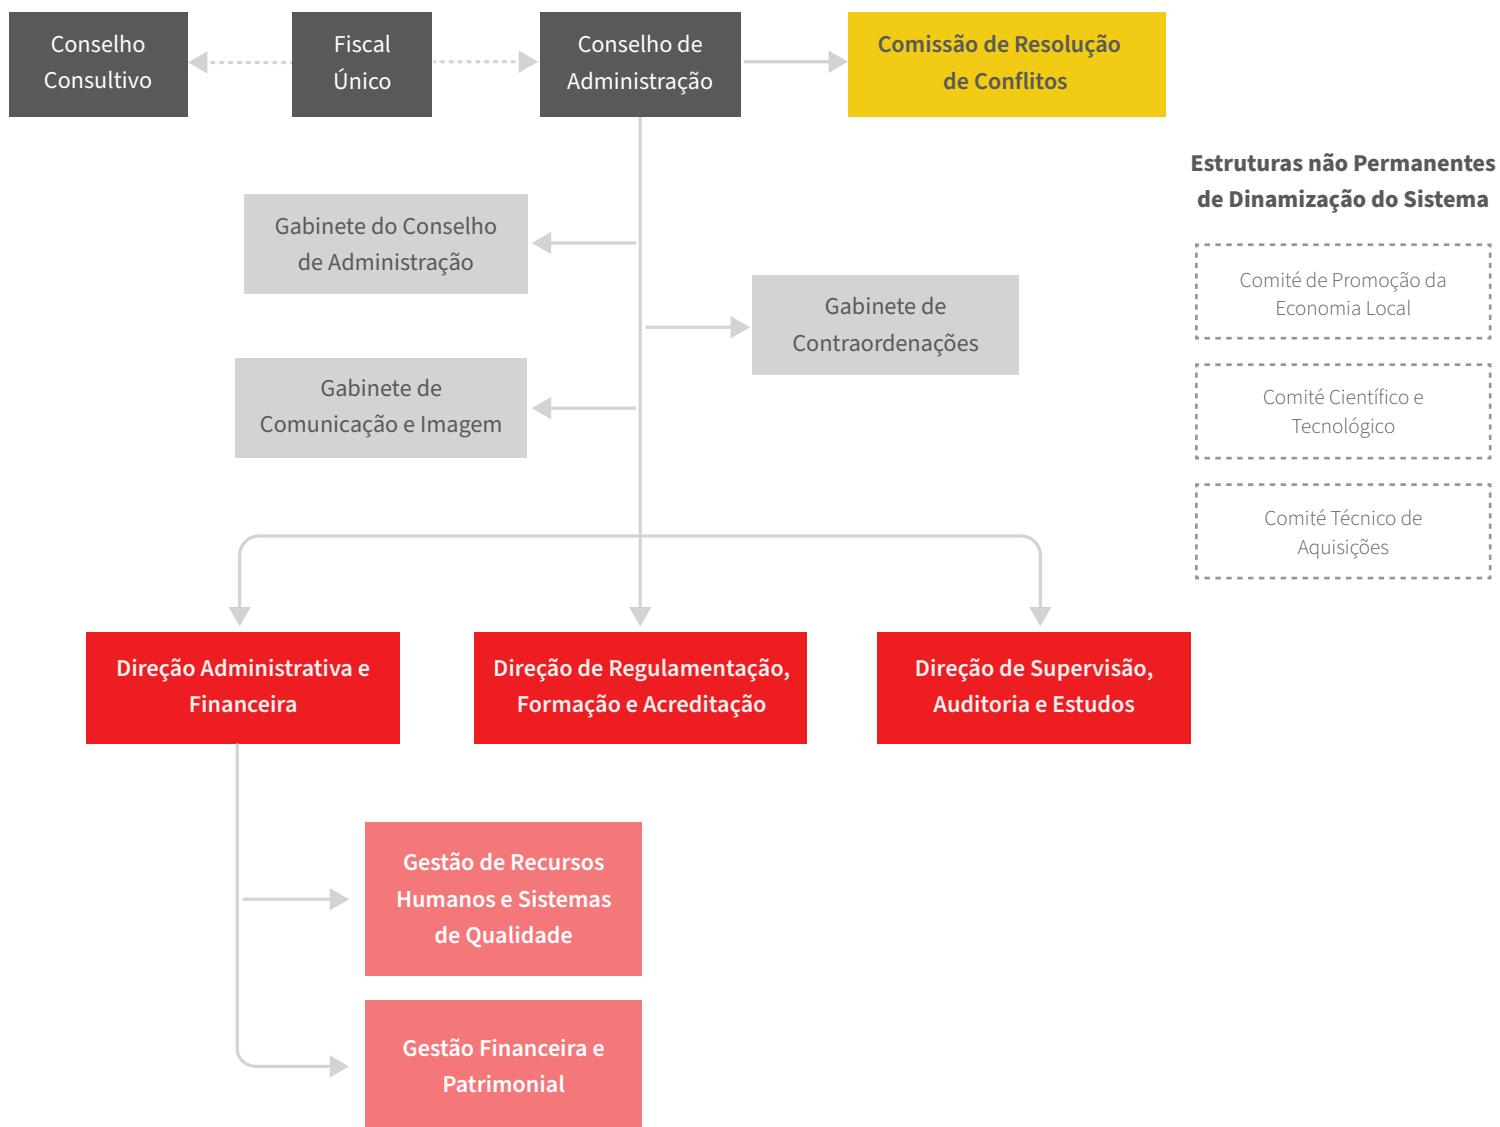 Conselho
Consultivo
Fiscal
Único
Conselho de
Administração
Comissão de Resolução
de Conflitos
Estruturas não Permanentes
de Dinamização do Sistema
Gabinete do Conselho
de Administração
Comité de Promoção da
Economia Local
Gabinete de
Contraordenações
Gabinete de
Comunicação e Imagem
Comité Científico e
Tecnológico
Comité Técnico de
Aquisições
Direção Administrativa e
Financeira
Direção de Regulamentação,
Formação e Acreditação
Direção de Supervisão,
Auditoria e Estudos
Gestão de Recursos
Humanos e Sistemas
de Qualidade
Gestão Financeira e
Patrimonial